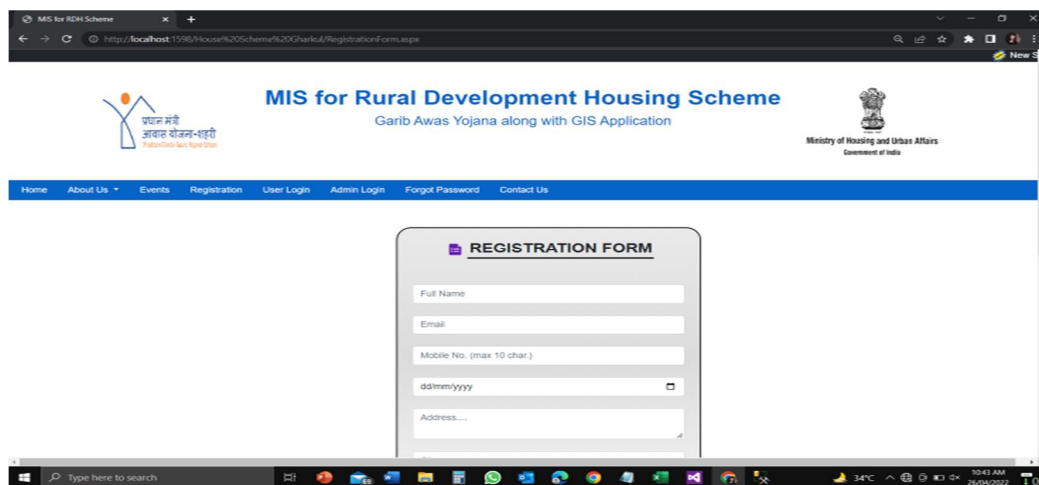 MIS for RDH Scheme
http://localhost:1598/House%20Scheme%20Gharkul/RegistrationForm.aspx
New S
प्रधान मंत्री
आवास योजना-शहरी
MIS for Rural Development Housing Scheme
Garib Awas Yojana along with GIS Application
Ministry of Housing and Urban Affairs
Government of India
Home About Us Events Registration User Login Admin Login Forgot Password Contact Us
REGISTRATION FORM
Full Name
Email
Mobile No. (max 10 char.)
dd/mm/yyyy
Address....
Type here to search
34°C
10:43 AM
26/04/2022